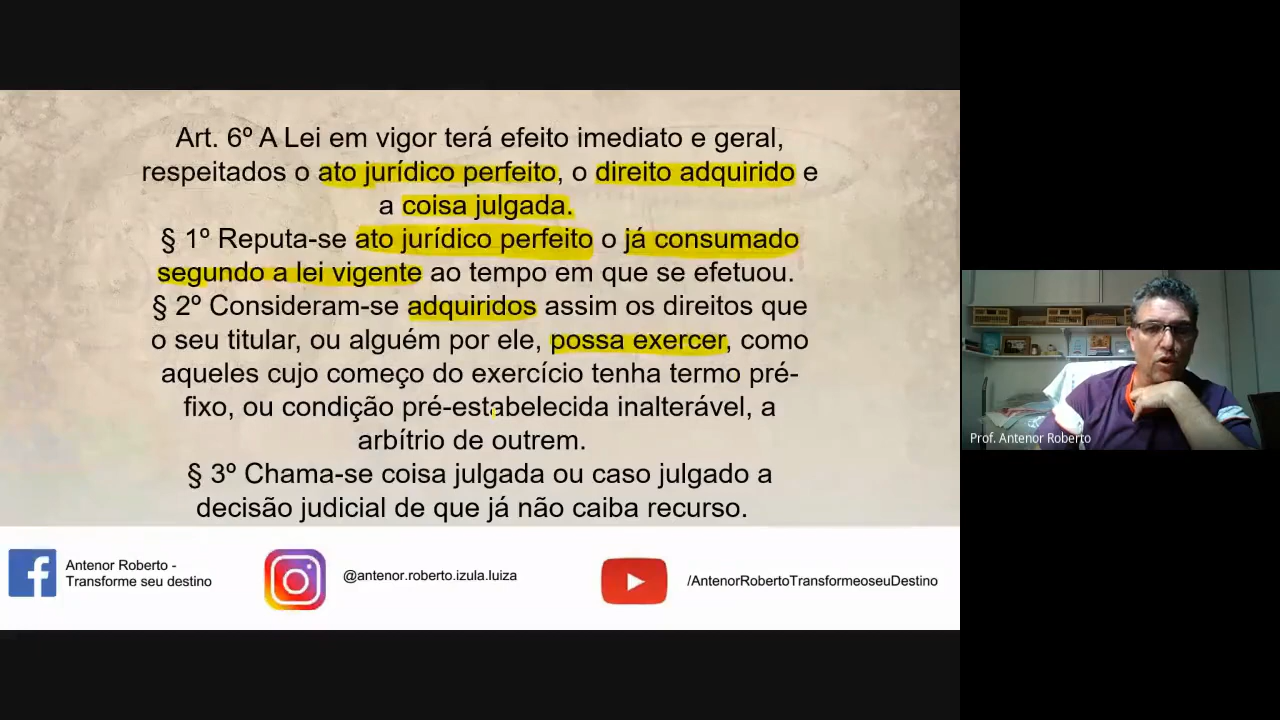 Art. 6º A Lei em vigor terá efeito imediato e geral,
respeitados o ato jurídico perfeito, o direito adquirido e
a coisa julgada.
§ 1º Reputa-se ato jurídico perfeito o já consumado
segundo a lei vigente ao tempo em que se efetuou.
§ 2º Consideram-se adquiridos assim os direitos que
o seu titular, ou alguém por ele, possa exercer, como
aqueles cujo começo do exercício tenha termo pré-
fixo, ou condição pré-estabelecida inalterável, a
arbítrio de outrem.
§ 3º Chama-se coisa julgada ou caso julgado a
decisão judicial de que já não caiba recurso.
Antenor Roberto -
Transforme seu destino
@antenor.roberto.izula.luiza
/AntenorRobertoTransformeoseuDestino
Prof. Antenor Roberto